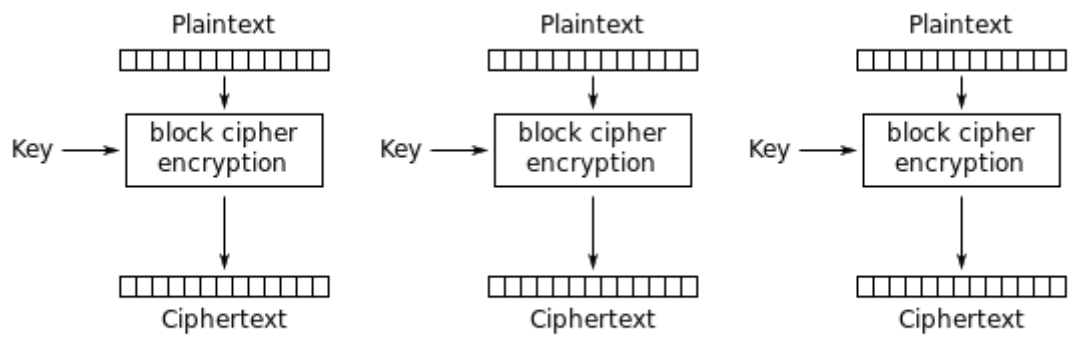 Plaintext Plaintext Plaintext
Key block cipher encryption Key block cipher encryption Key block cipher encryption
Ciphertext Ciphertext Ciphertext